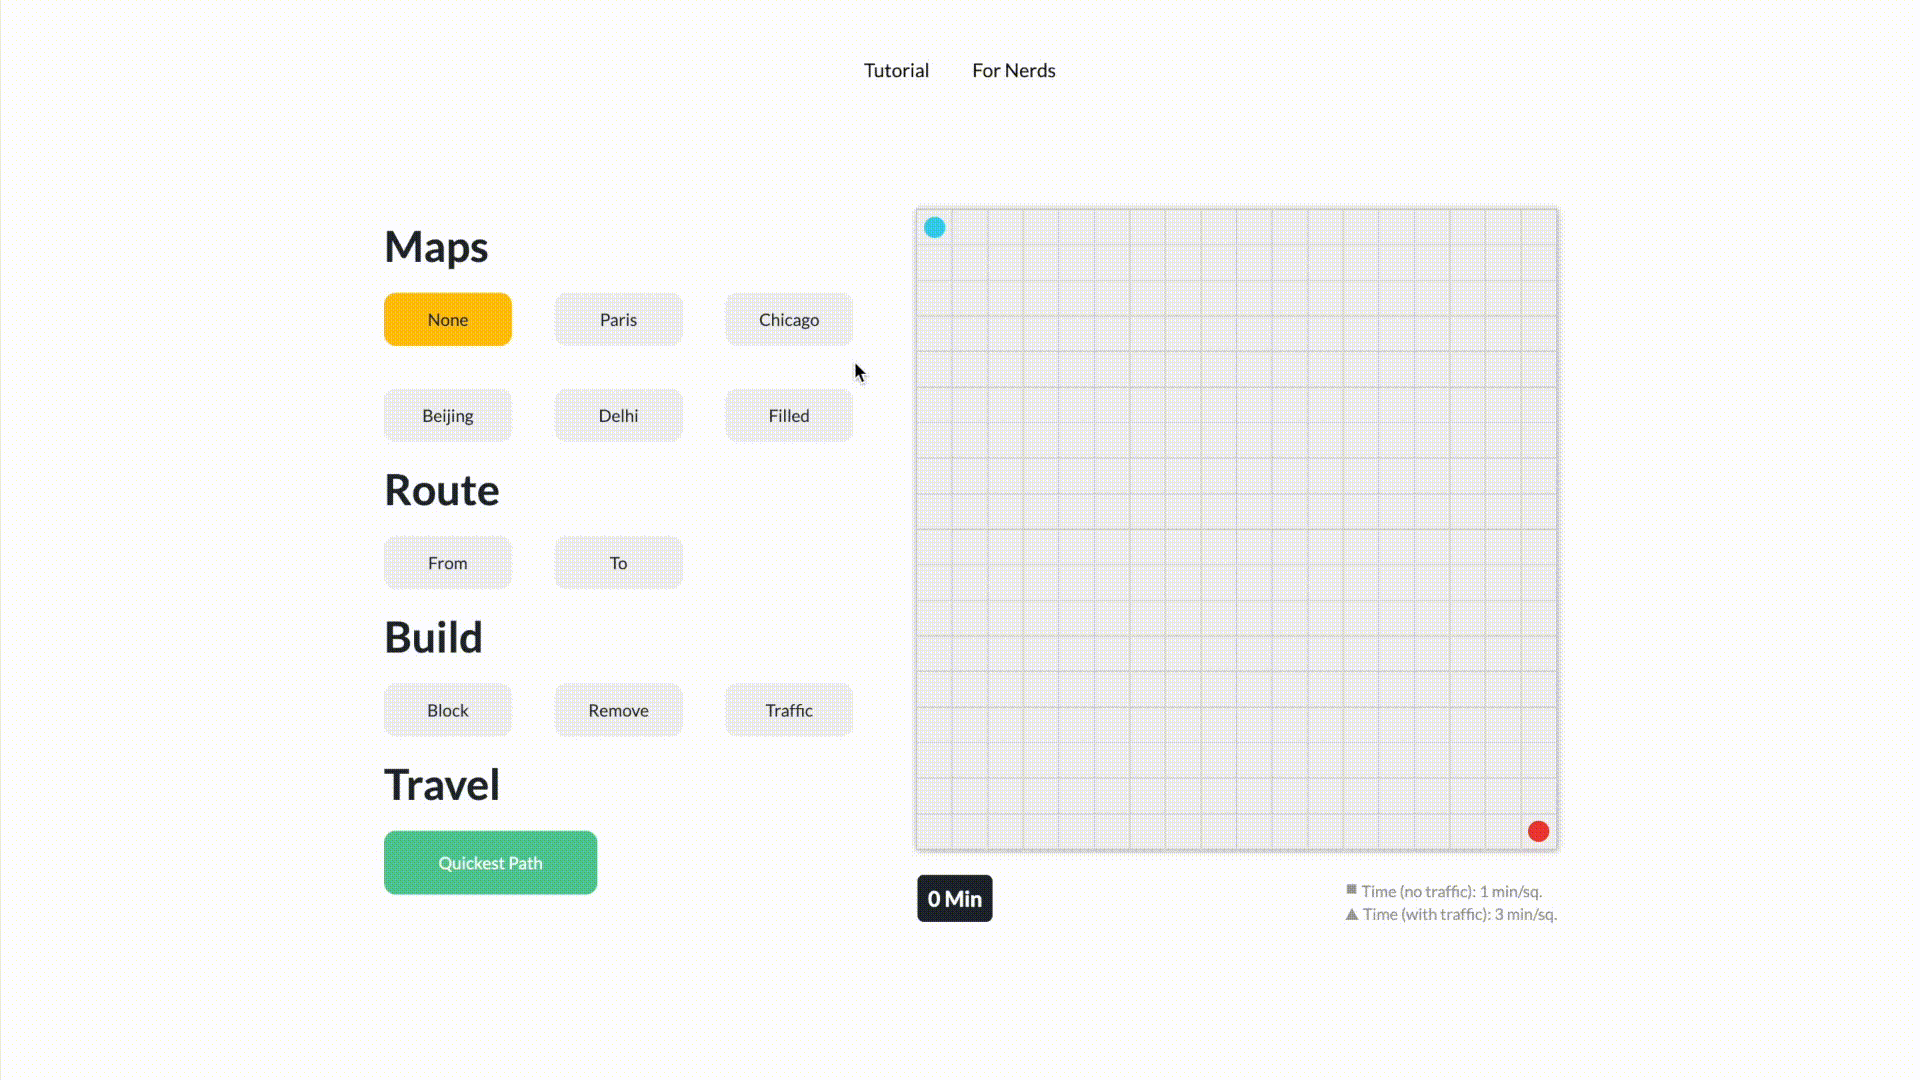 Tutorial For Nerds
Maps
None Paris Chicago
Beijing Delhi Filled
Route
From To
Build
Block Remove Traffic
Travel
Quickest Path
0 Min
Time (no traffic): 1 min/sq.
Time (with traffic): 3 min/sq.